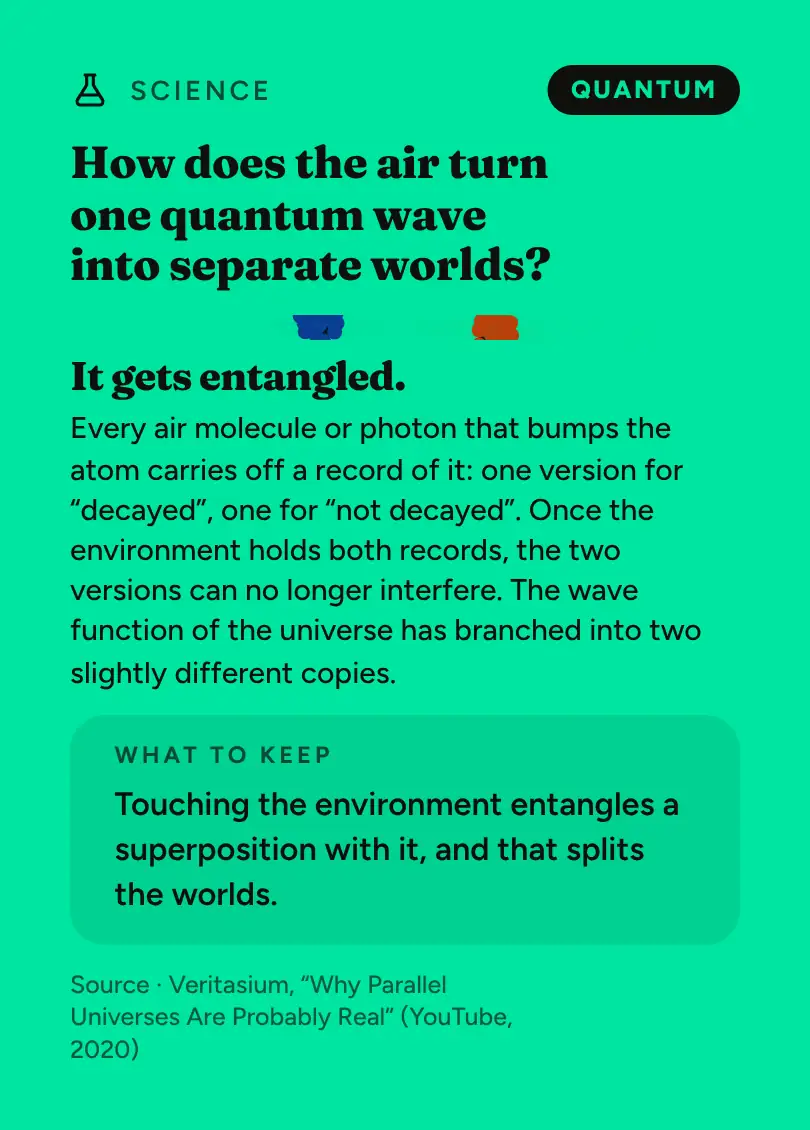 SCIENCE
QUANTUM
How does the air turn
one quantum wave
into separate worlds?
It gets entangled.
Every air molecule or photon that bumps the
atom carries off a record of it: one version for
“decayed”, one for “not decayed”. Once the
environment holds both records, the two
versions can no longer interfere. The wave
function of the universe has branched into two
slightly different copies.
WHAT TO KEEP
Touching the environment entangles a
superposition with it, and that splits
the worlds.
Source · Veritasium, “Why Parallel
Universes Are Probably Real” (YouTube,
2020)